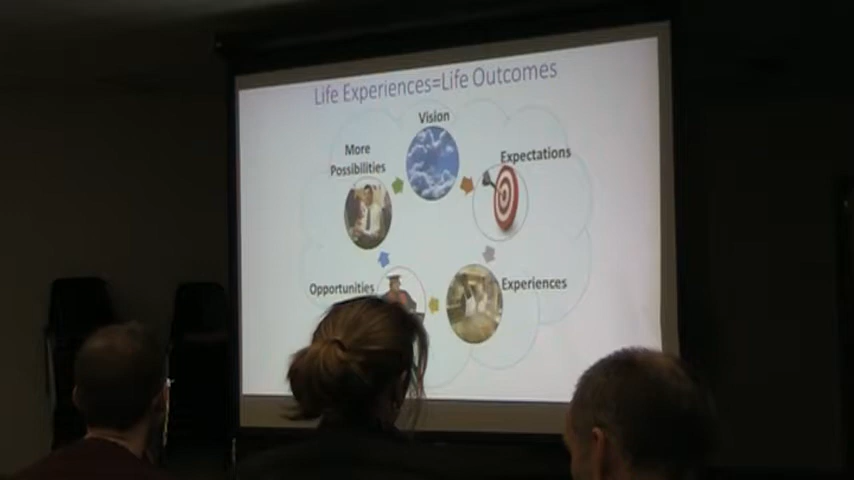 Life Experiences=Life Outcomes
Vision
Expectations
More
Possibilities
Opportunities
Experiences